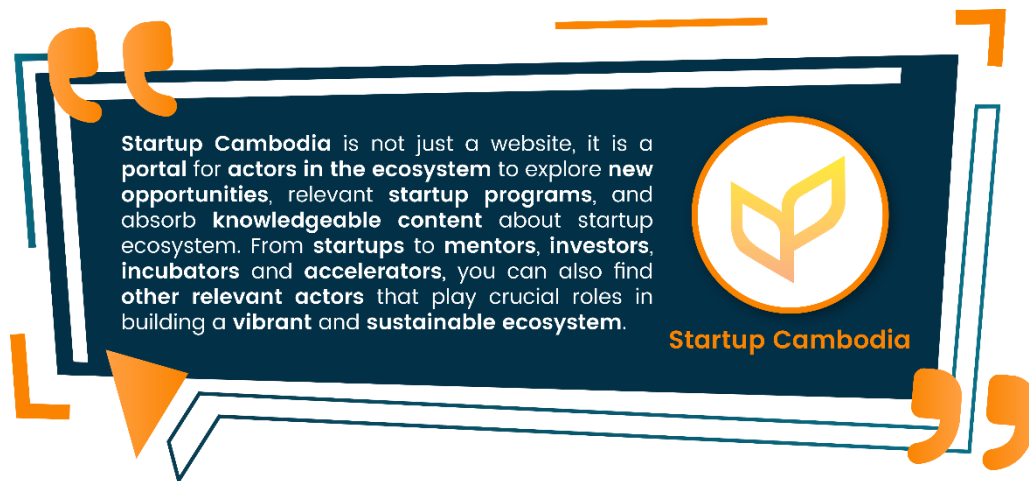 Startup Cambodia is not just a website, it is a
portal for actors in the ecosystem to explore new
opportunities, relevant startup programs, and
absorb knowledgeable content about startup
ecosystem. From startups to mentors, investors,
incubators and accelerators, you can also find
other relevant actors that play crucial roles in
building a vibrant and sustainable ecosystem.
Startup Cambodia